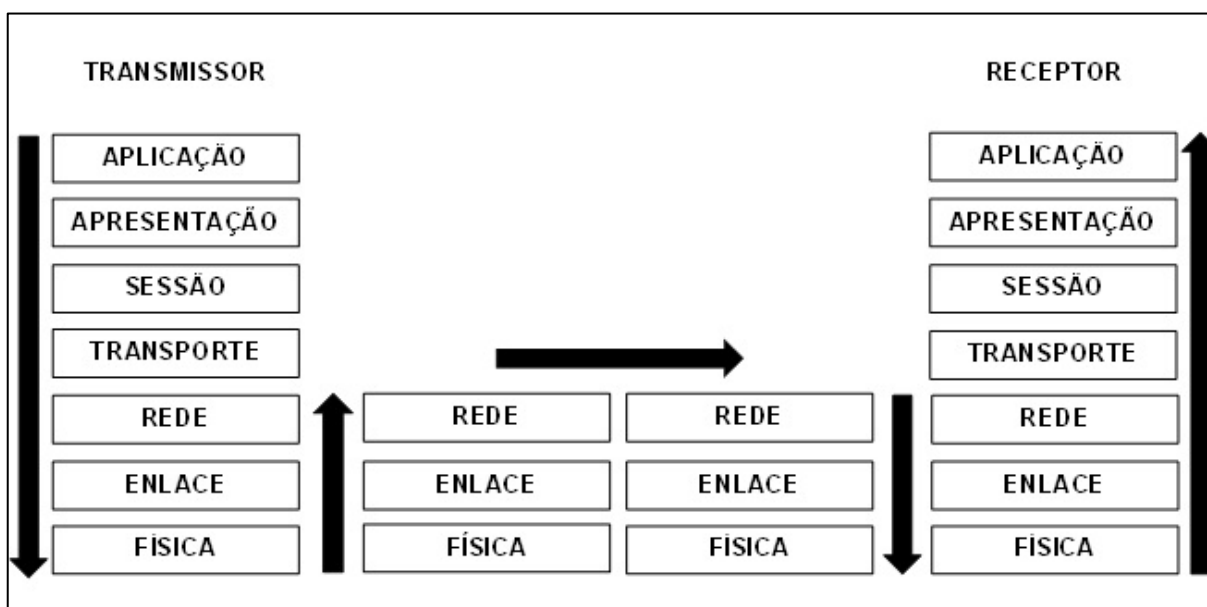 TRANSMISSOR
RECEPTOR
APLICAÇÃO
APLICAÇÃO
APRESENTAÇÃO
APRESENTAÇÃO
SESSÃO
SESSÃO
TRANSPORTE
TRANSPORTE
REDE
REDE
REDE
REDE
ENLACE
ENLACE
ENLACE
ENLACE
FÍSICA
FÍSICA
FÍSICA
FÍSICA